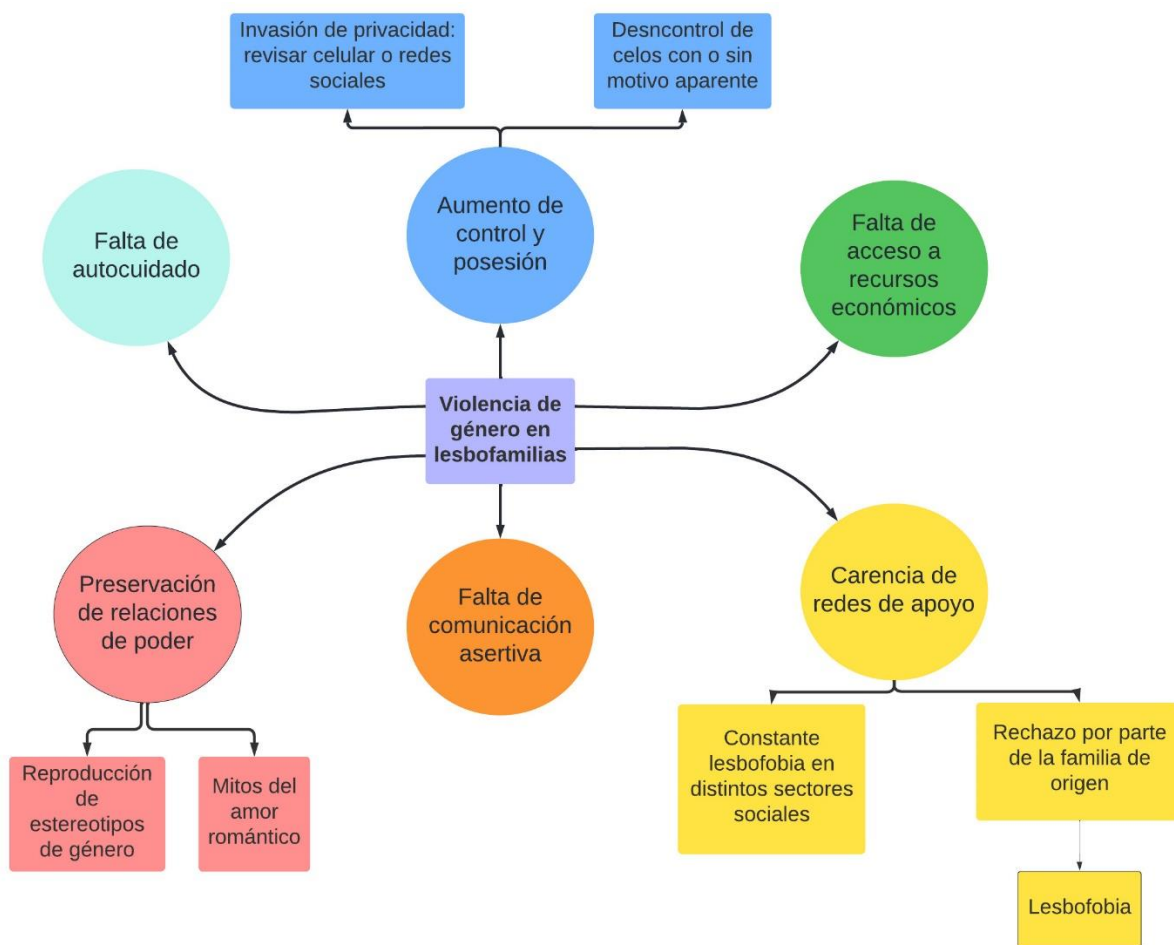 Invasión de privacidad:
revisar celular o redes
sociales
Desncontrol de
celos con o sin
motivo aparente
Falta de
autocuidado
Aumento de
control y
posesión
Falta de
acceso a
recursos
económicos
Violencia de
género en
lesbofamilias
Preservación
de relaciones
de poder
Falta de
comunicación
asertiva
Carencia de
redes de apoyo
Reproducción
de
estereotipos
de género
Mitos del
amor
romántico
Constante
lesbofobia en
distintos sectores
sociales
Rechazo por parte
de la familia de
origen
Lesbofobia